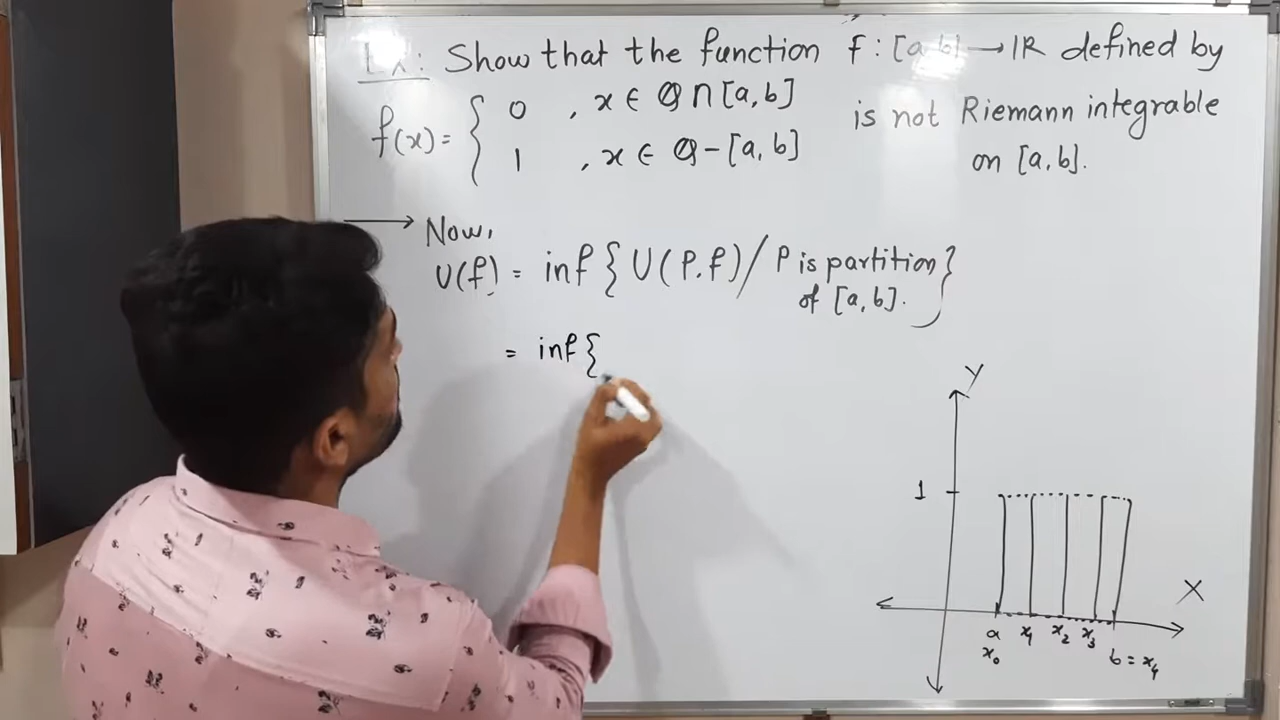 Ex: Show that the function f : [a, b] → IR defined by
f(x) = { 0 , x ∈ Q ∩ [a, b]
1 , x ∈ Q - [a, b]
is not Riemann integrable
on [a, b].
→ Now,
U(f) = inf { U(P.f) / P is partition
of [a, b]. }
= inf {
Y
1
X
a x₁ x₂ x₃
x₀ b = x₄